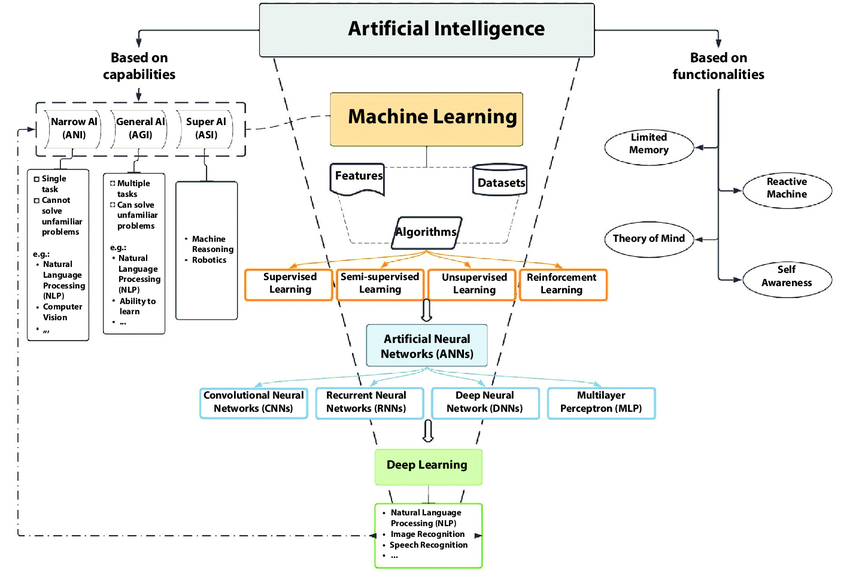 Artificial Intelligence
Based on
capabilities
Based on
functionalities
Narrow AI
(ANI)
General AI
(AGI)
Super AI
(ASI)
Single
task
Cannot
solve
unfamiliar
problems
e.g.:
Natural
Language
Processing
(NLP)
Computer
Vision
,,,
Multiple
tasks
Can solve
unfamiliar
problems
e.g.:
Natural
Language
Processing
(NLP)
Ability to
learn
...
Machine
Reasoning
Robotics
Machine Learning
Features
Datasets
Algorithms
Supervised
Learning
Semi-supervised
Learning
Unsupervised
Learning
Reinforcement
Learning
Artificial Neural
Networks (ANNs)
Convolutional Neural
Networks (CNNs)
Recurrent Neural
Networks (RNNs)
Deep Neural
Network (DNNs)
Multilayer
Perceptron (MLP)
Deep Learning
Natural Language
Processing (NLP)
Image Recognition
Speech Recognition
...
Limited
Memory
Reactive
Machine
Theory of Mind
Self
Awareness